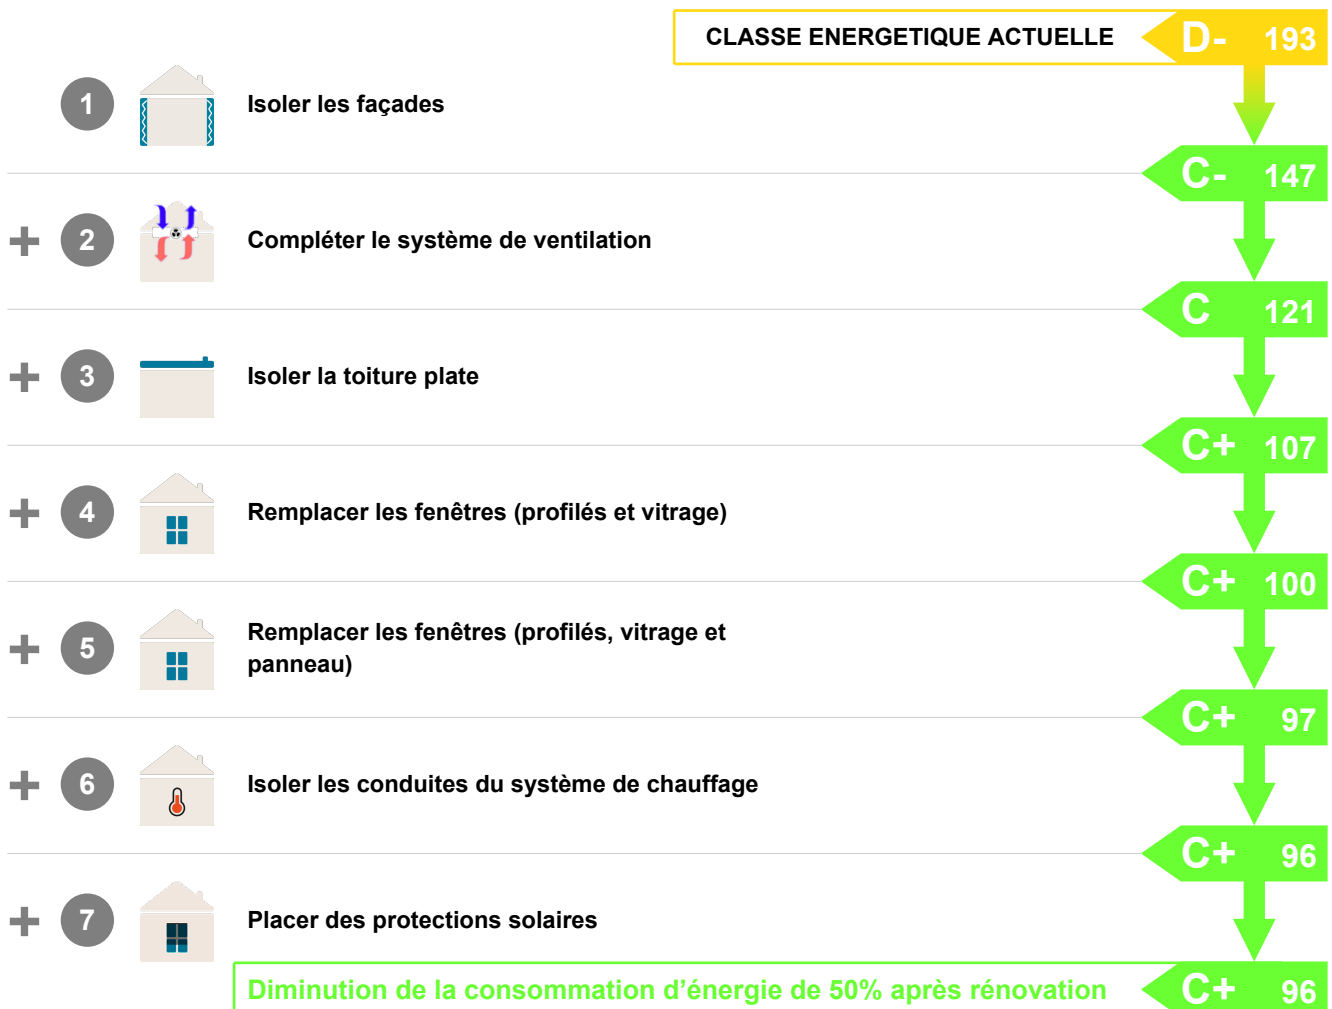 CLASSE ENERGETIQUE ACTUELLE D- 193
1 Isoler les façades
C- 147
+ 2 Compléter le système de ventilation
C 121
+ 3 Isoler la toiture plate
C+ 107
+ 4 Remplacer les fenêtres (profilés et vitrage)
C+ 100
+ 5 Remplacer les fenêtres (profilés, vitrage et
panneau)
C+ 97
+ 6 Isoler les conduites du système de chauffage
C+ 96
+ 7 Placer des protections solaires
Diminution de la consommation d’énergie de 50% après rénovation C+ 96